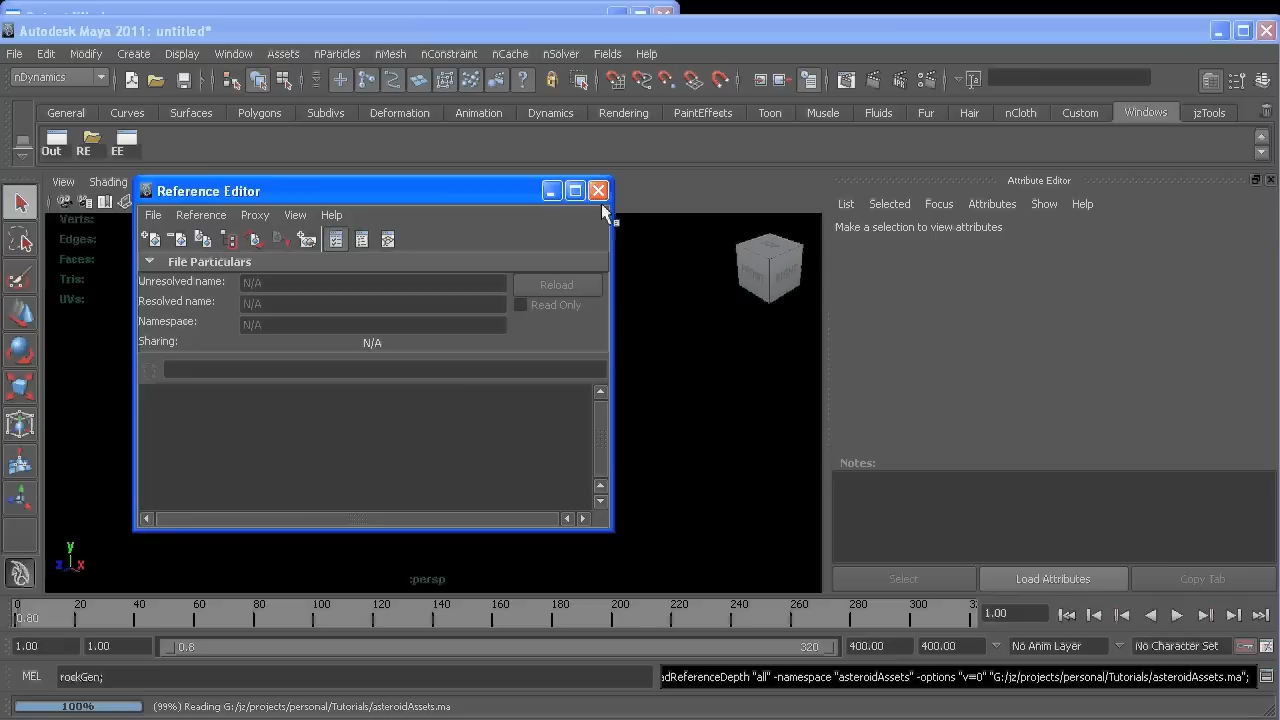 Autodesk Maya 2011: untitled*
File Edit Modify Create Display Window Assets nParticles nMesh nConstraint nCache nSolver Fields Help
nDynamics
General Curves Surfaces Polygons Subdivs Deformation Animation Dynamics Rendering PaintEffects Toon Muscle Fluids Fur Hair nCloth Custom Windows jzTools
Out RE EE
View Shading
Attribute Editor
Reference Editor
List Selected Focus Attributes Show Help
File Reference Proxy View Help
Make a selection to view attributes
Verts:
Edges:
Faces:
Tris:
UVs:
File Particulars
Unresolved name: N/A Reload
Resolved name: N/A Read Only
Namespace: N/A
Sharing: N/A
FRONT RIGHT
Notes:
y
z x
:persp
Select Load Attributes Copy Tab
0 20 40 60 80 100 120 140 160 180 200 220 240 260 280 300 3
0.80
1.00
1.00 1.00 0.8 320 400.00 400.00 No Anim Layer No Character Set
MEL rockGen; adReferenceDepth "all" -namespace "asteroidAssets" -options "v=0" "G:/jz/projects/personal/Tutorials/asteroidAssets.ma";
100% (99%) Reading G:/jz/projects/personal/Tutorials/asteroidAssets.ma